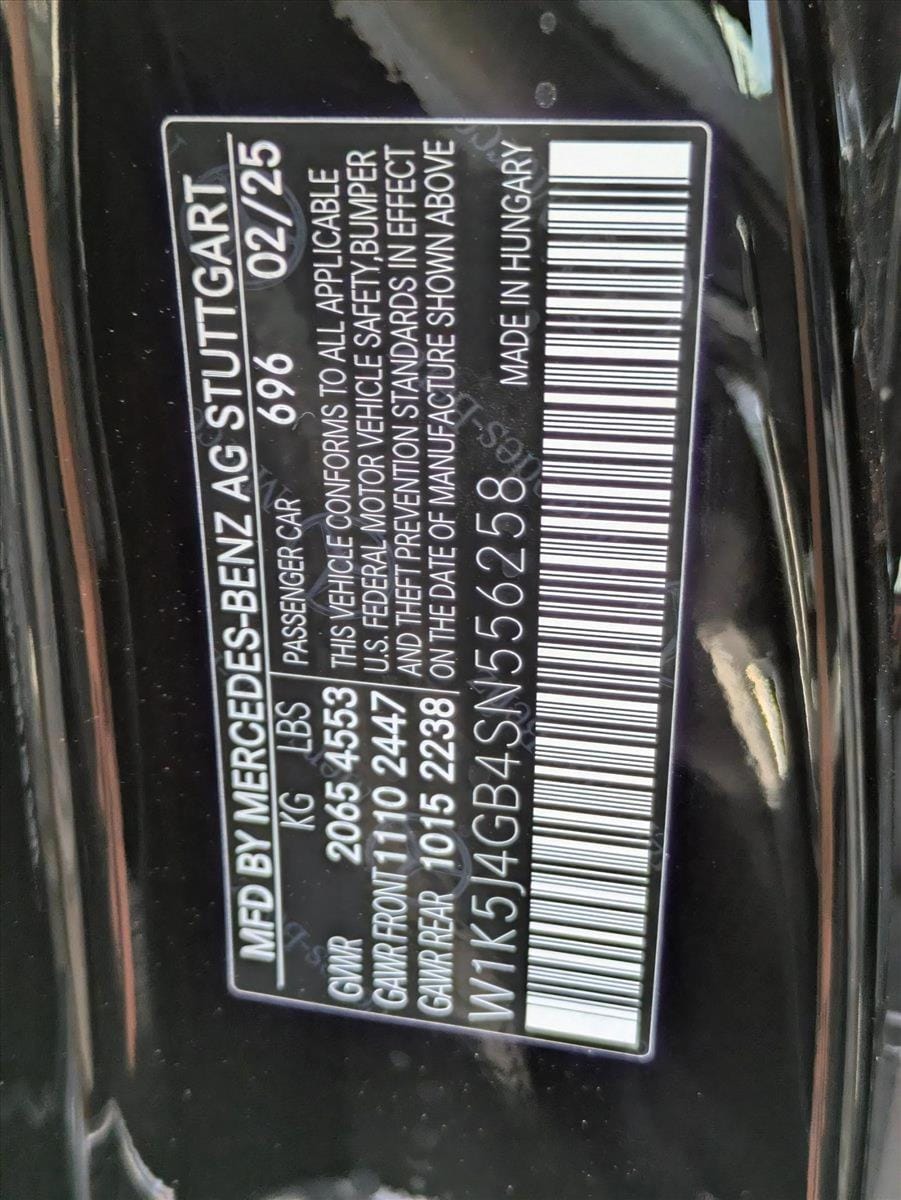 MFD BY MERCEDES-BENZ AG STUTTGART
KG LBS PASSENGER CAR 696 02/25
GVWR 2065 4553
GAWR FRONT 1110 2447
GAWR REAR 1015 2238
THIS VEHICLE CONFORMS TO ALL APPLICABLE
U.S. FEDERAL MOTOR VEHICLE SAFETY,BUMPER
AND THEFT PREVENTION STANDARDS IN EFFECT
ON THE DATE OF MANUFACTURE SHOWN ABOVE
W1K5J4GB4SN556258 MADE IN HUNGARY